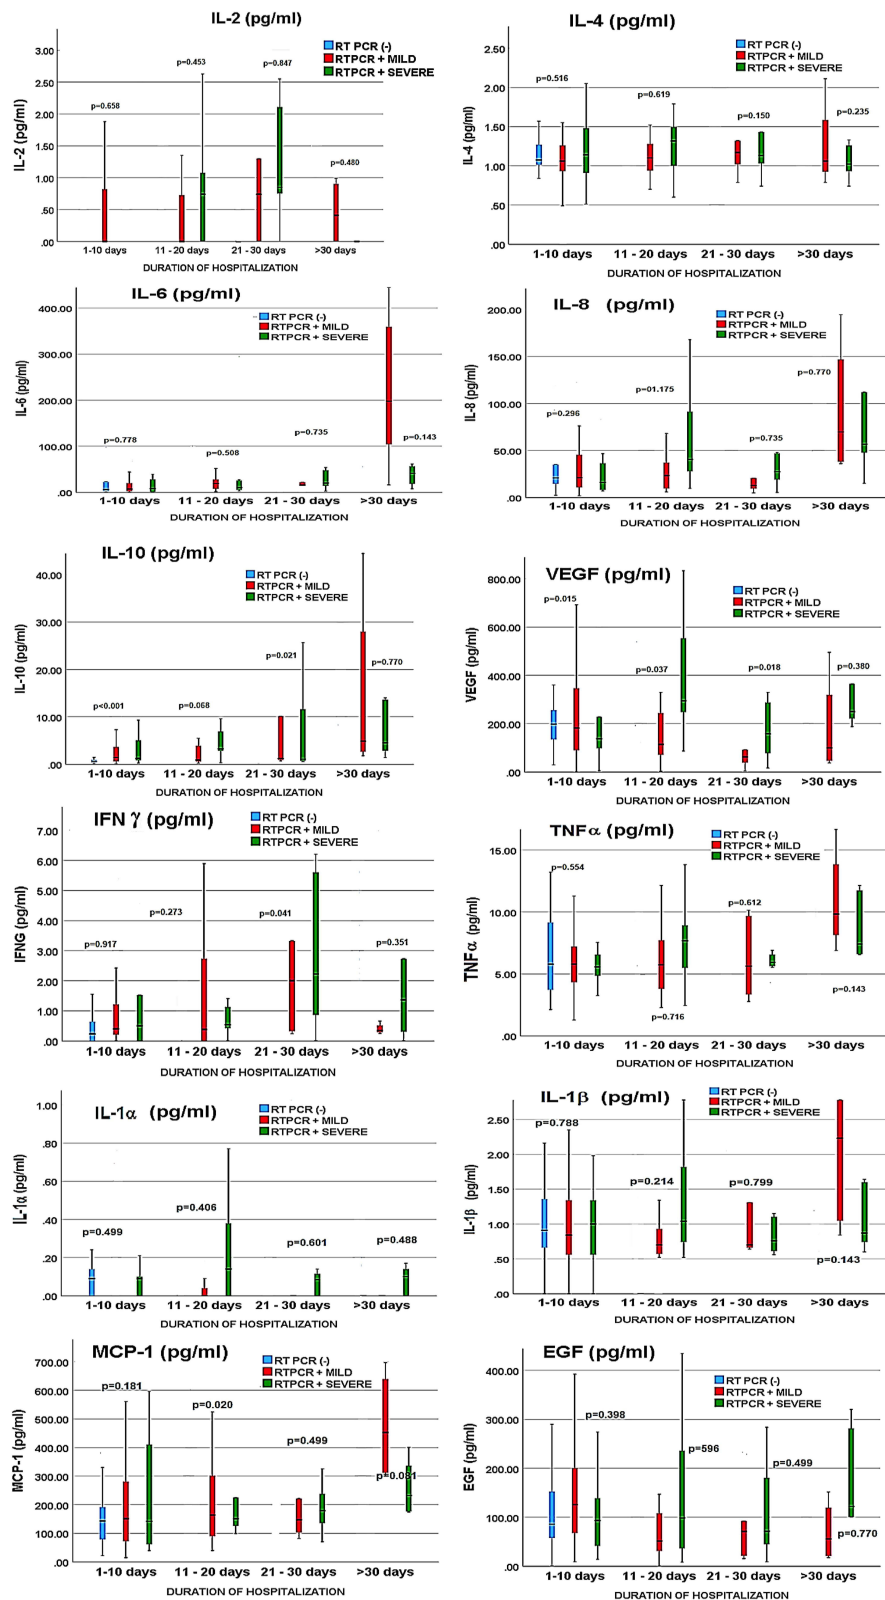 IL-2 (pg/ml)
RT PCR (-)
RTPCR + MILD
RTPCR + SEVERE
3.00
2.50
2.00
1.50
1.00
.50
.00
IL-2 (pg/ml)
p=0.658
p=0.453
p=0.847
p=0.480
1-10 days
11 - 20 days
21 - 30 days
>30 days
DURATION OF HOSPITALIZATION
IL-4 (pg/ml)
RT PCR (-)
RTPCR + MILD
RTPCR + SEVERE
2.50
2.00
1.50
1.00
.50
.00
IL-4 (pg/ml)
p=0.516
p=0.619
p=0.150
p=0.235
1-10 days
11 - 20 days
21 - 30 days
>30 days
DURATION OF HOSPITALIZATION
IL-6 (pg/ml)
RT PCR (-)
RTPCR + MILD
RTPCR + SEVERE
400.00
300.00
200.00
100.00
.00
IL-6 (pg/ml)
p=0.778
p=0.508
p=0.735
p=0.143
1-10 days
11 - 20 days
21 - 30 days
>30 days
DURATION OF HOSPITALIZATION
IL-8 (pg/ml)
RT PCR (-)
RTPCR + MILD
RTPCR + SEVERE
200.00
150.00
100.00
50.00
.00
IL-8 (pg/ml)
p=0.296
p=01.175
p=0.735
p=0.770
1-10 days
11 - 20 days
21 - 30 days
>30 days
DURATION OF HOSPITALIZATION
IL-10 (pg/ml)
RT PCR (-)
RTPCR + MILD
RTPCR + SEVERE
40.00
30.00
20.00
10.00
.00
IL-10 (pg/ml)
p<0.001
p=0.068
p=0.021
p=0.770
1-10 days
11 - 20 days
21 - 30 days
>30 days
DURATION OF HOSPITALIZATION
VEGF (pg/ml)
RT PCR (-)
RTPCR + MILD
RTPCR + SEVERE
800.00
600.00
400.00
200.00
.00
VEGF (pg/ml)
p=0.015
p=0.037
p=0.018
p=0.380
1-10 days
11 - 20 days
21 - 30 days
>30 days
DURATION OF HOSPITALIZATION
IFN γ (pg/ml)
RT PCR (-)
RTPCR + MILD
RTPCR + SEVERE
7.00
6.00
5.00
4.00
3.00
2.00
1.00
.00
IFNG (pg/ml)
p=0.917
p=0.273
p=0.041
p=0.351
1-10 days
11 - 20 days
21 - 30 days
>30 days
DURATION OF HOSPITALIZATION
TNFα (pg/ml)
RT PCR (-)
RTPCR + MILD
RTPCR + SEVERE
15.00
10.00
5.00
.00
TNFα (pg/ml)
p=0.554
p=0.716
p=0.612
p=0.143
1-10 days
11 - 20 days
21 - 30 days
>30 days
DURATION OF HOSPITALIZATION
IL-1α (pg/ml)
RT PCR (-)
RTPCR + MILD
RTPCR + SEVERE
1.00
.80
.60
.40
.20
.00
IL-1α (pg/ml)
p=0.499
p=0.406
p=0.601
p=0.488
1-10 days
11 - 20 days
21 - 30 days
>30 days
DURATION OF HOSPITALIZATION
IL-1β (pg/ml)
RT PCR (-)
RTPCR + MILD
RTPCR + SEVERE
2.50
2.00
1.50
1.00
.50
.00
IL-1β (pg/ml)
p=0.788
p=0.214
p=0.799
p=0.143
1-10 days
11 - 20 days
21 - 30 days
>30 days
DURATION OF HOSPITALIZATION
MCP-1 (pg/ml)
RT PCR (-)
RTPCR + MILD
RTPCR + SEVERE
700.00
600.00
500.00
400.00
300.00
200.00
100.00
.00
MCP-1 (pg/ml)
p=0.181
p=0.020
p=0.499
1-10 days
11 - 20 days
21 - 30 days
>30 days
DURATION OF HOSPITALIZATION
EGF (pg/ml)
RT PCR (-)
RTPCR + MILD
RTPCR + SEVERE
400.00
300.00
200.00
100.00
.00
EGF (pg/ml)
p=0.398
p=596
p=0.499
p=0.770
1-10 days
11 - 20 days
21 - 30 days
>30 days
DURATION OF HOSPITALIZATION